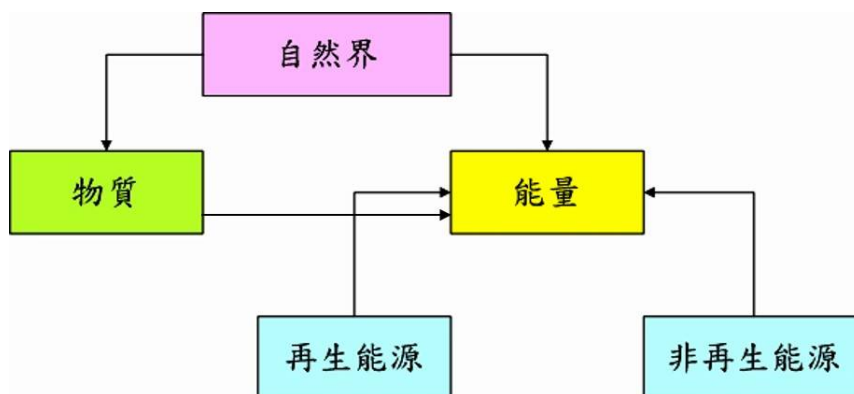 自然界
物質
能量
再生能源
非再生能源